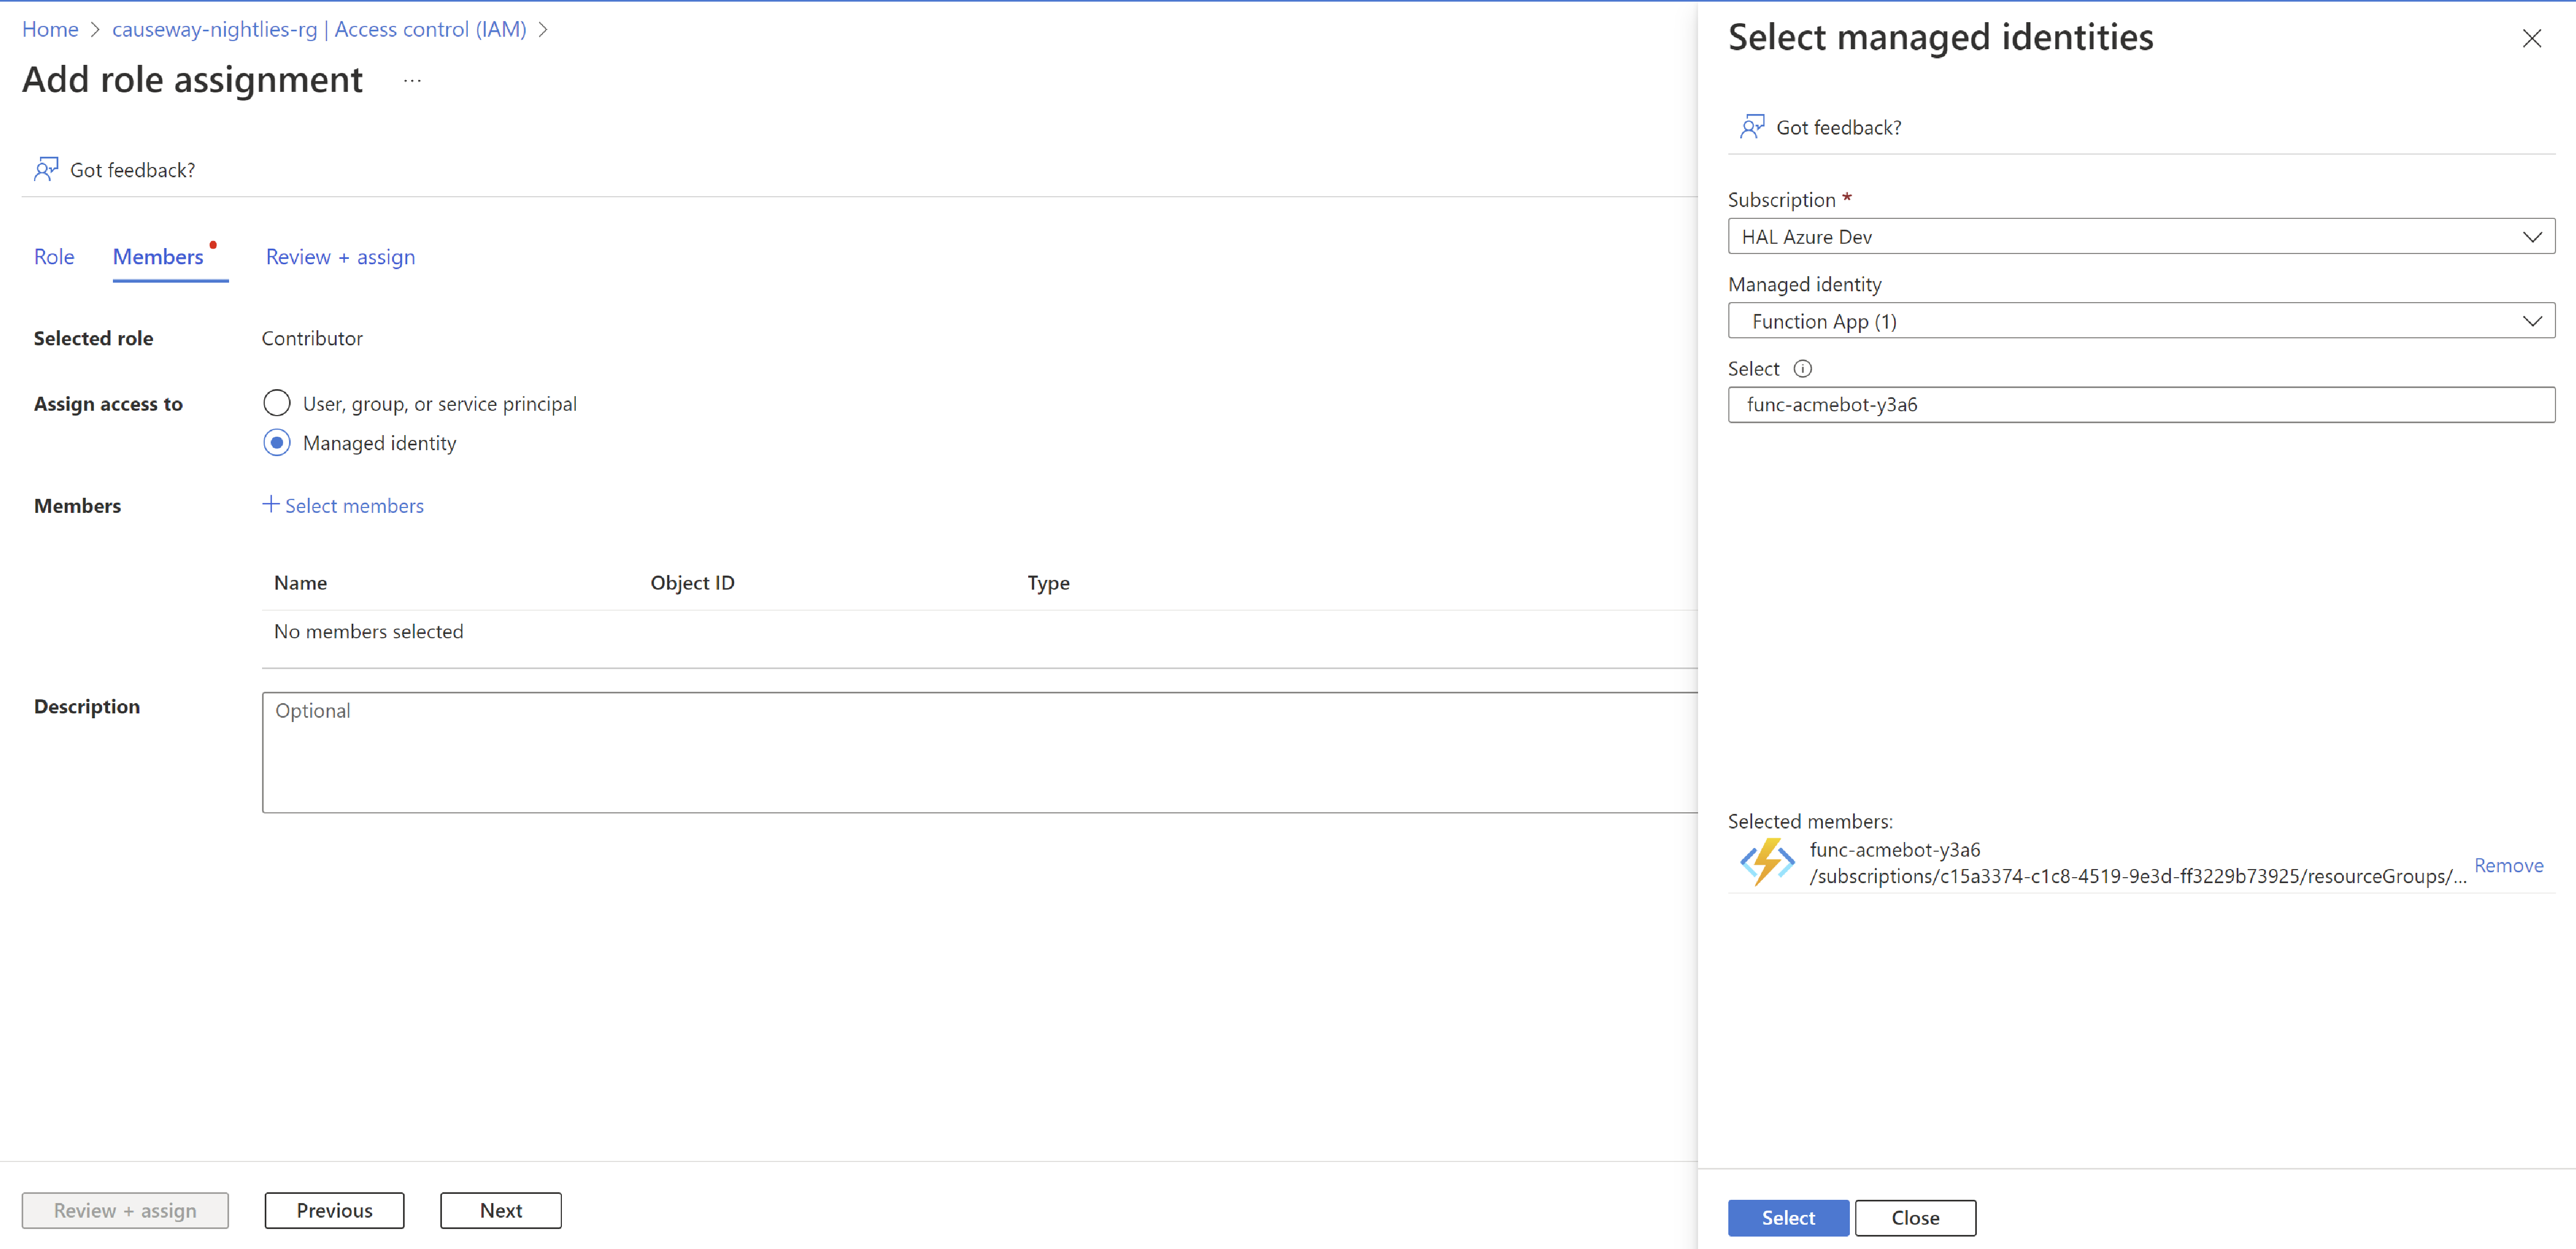 Home > causeway-nightlies-rg | Access control (IAM) >
Add role assignment ...
Got feedback?
Role Members Review + assign
Selected role Contributor
Assign access to User, group, or service principal
Managed identity
Members + Select members
Name Object ID Type
No members selected
Description Optional
Review + assign Previous Next
Select managed identities
Got feedback?
Subscription *
HAL Azure Dev
Managed identity
Function App (1)
Select
func-acmebot-y3a6
Selected members:
func-acmebot-y3a6
/subscriptions/c15a3374-c1c8-4519-9e3d-ff3229b73925/resourceGroups/... Remove
Select Close